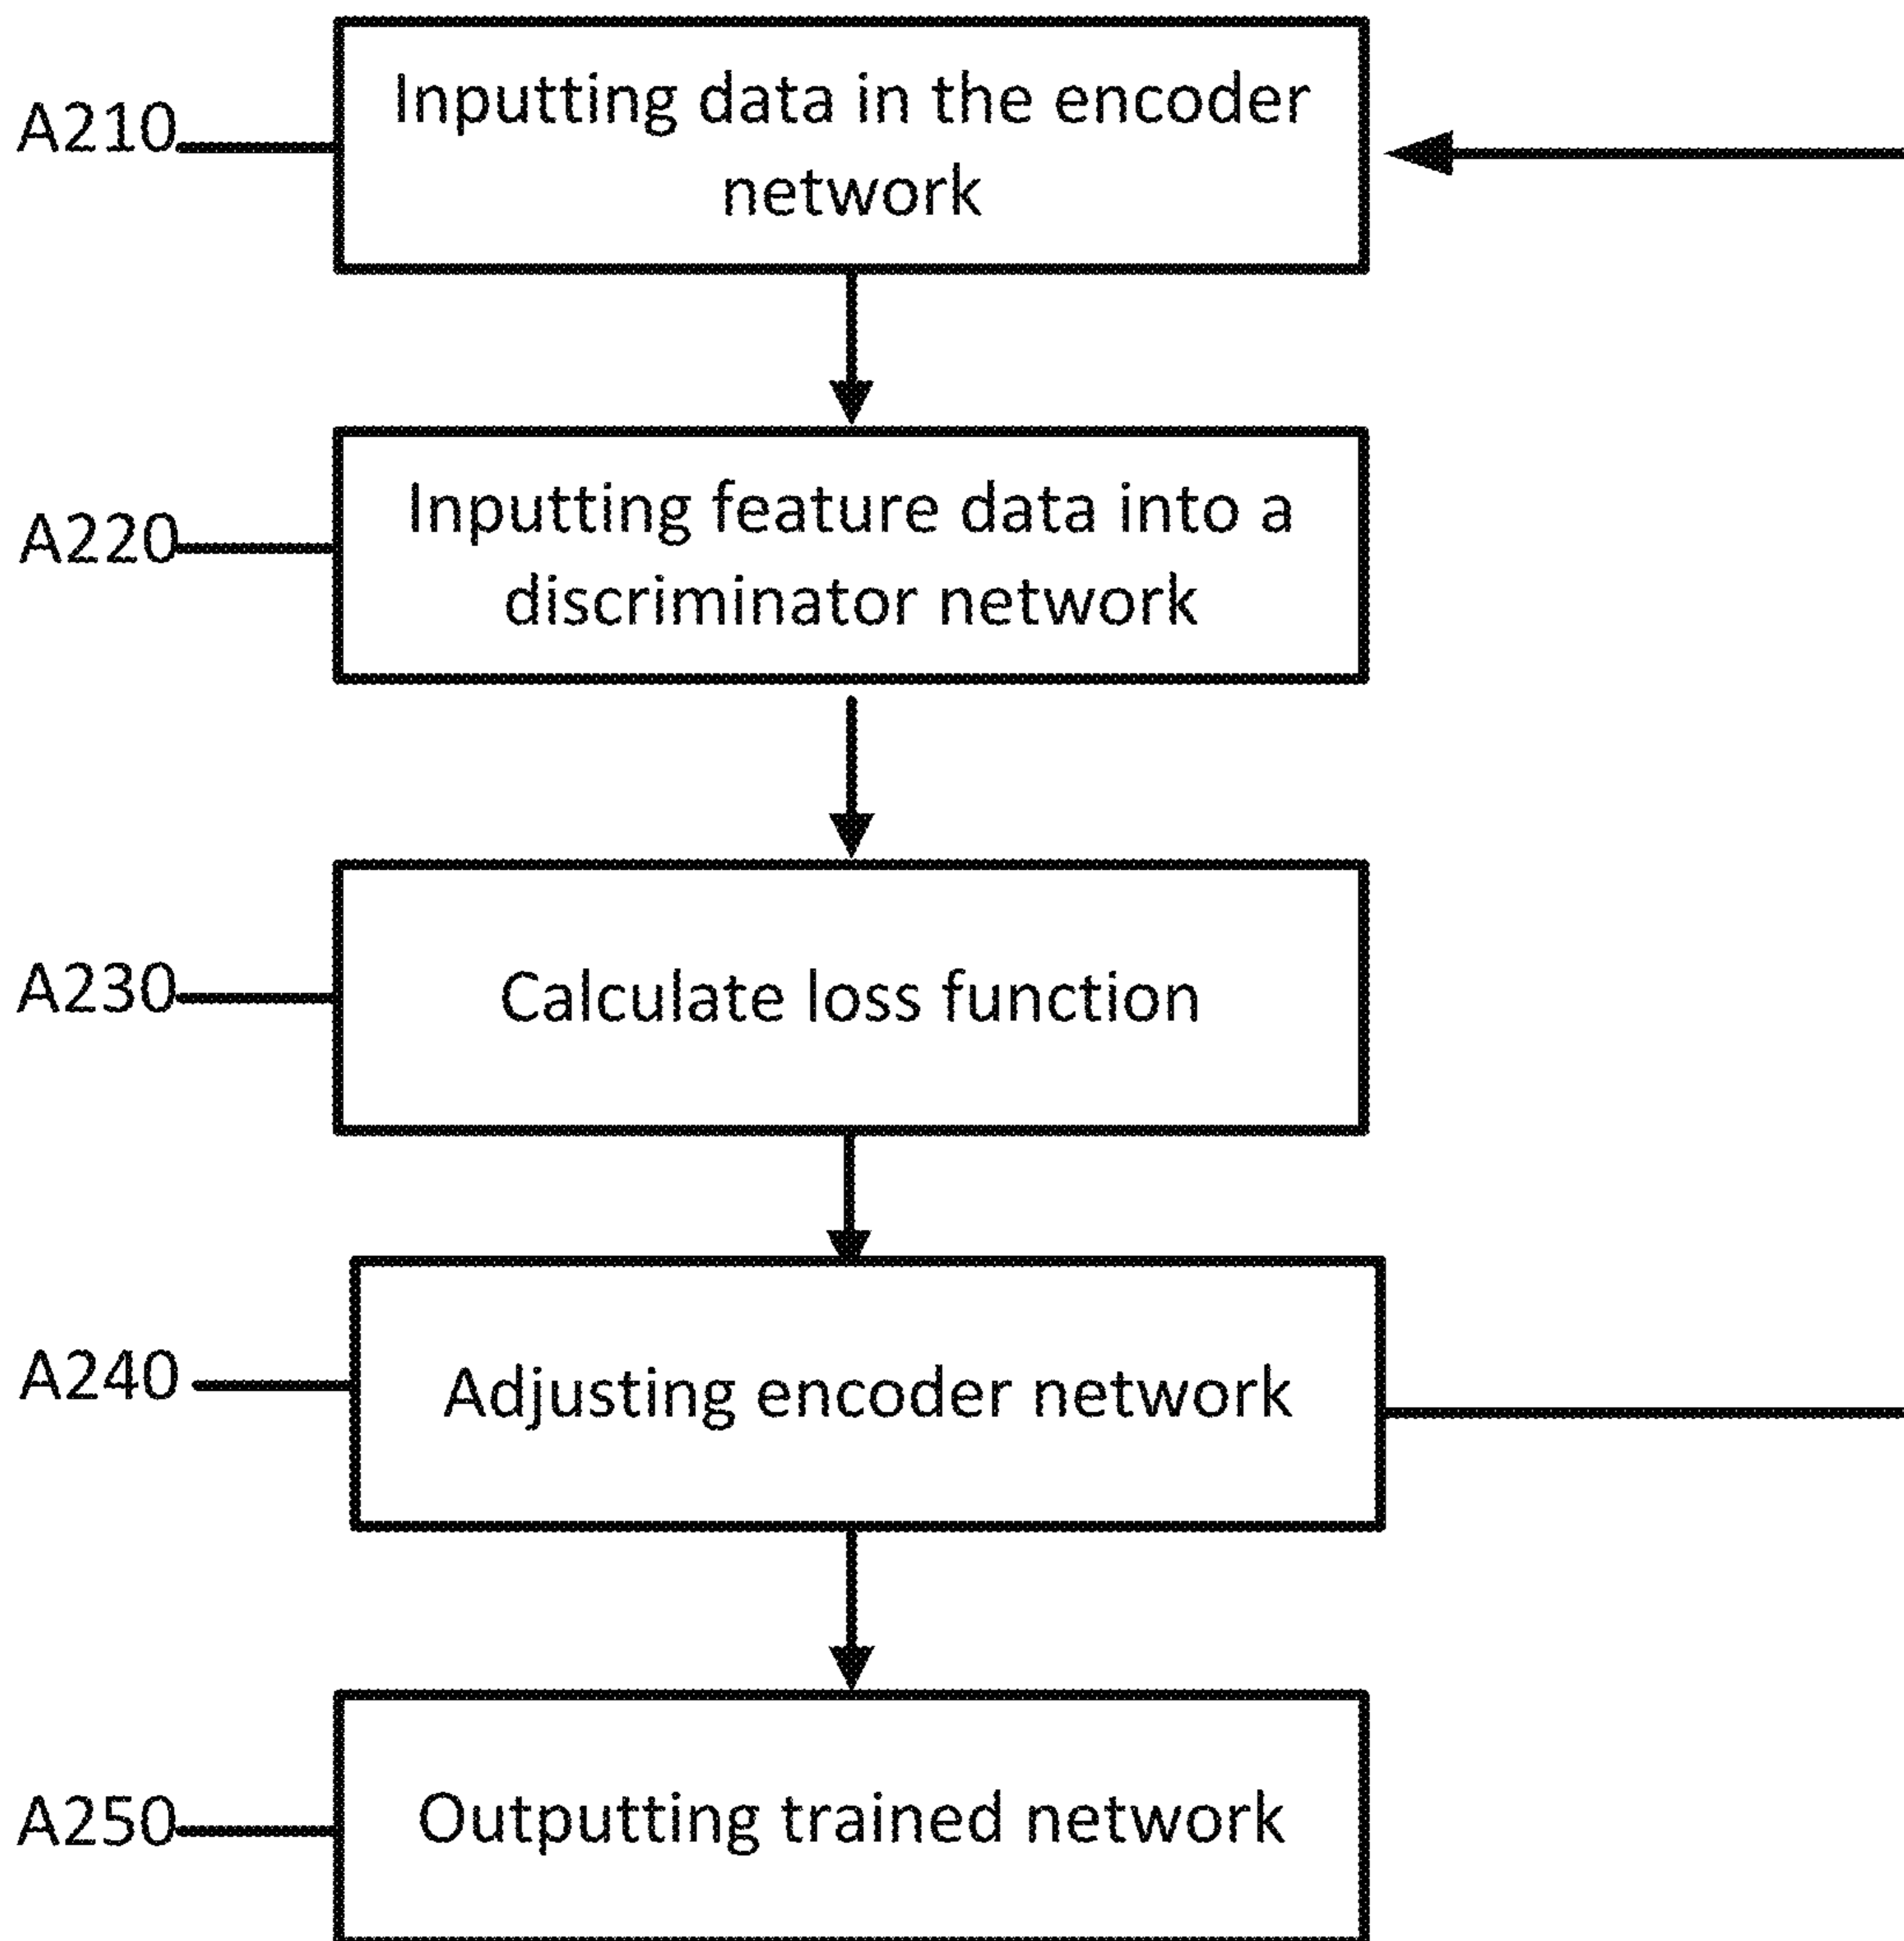 A210
Inputting data in the encoder
network
A220
Inputting feature data into a
discriminator network
A230
Calculate loss function
A240
Adjusting encoder network
A250
Outputting trained network